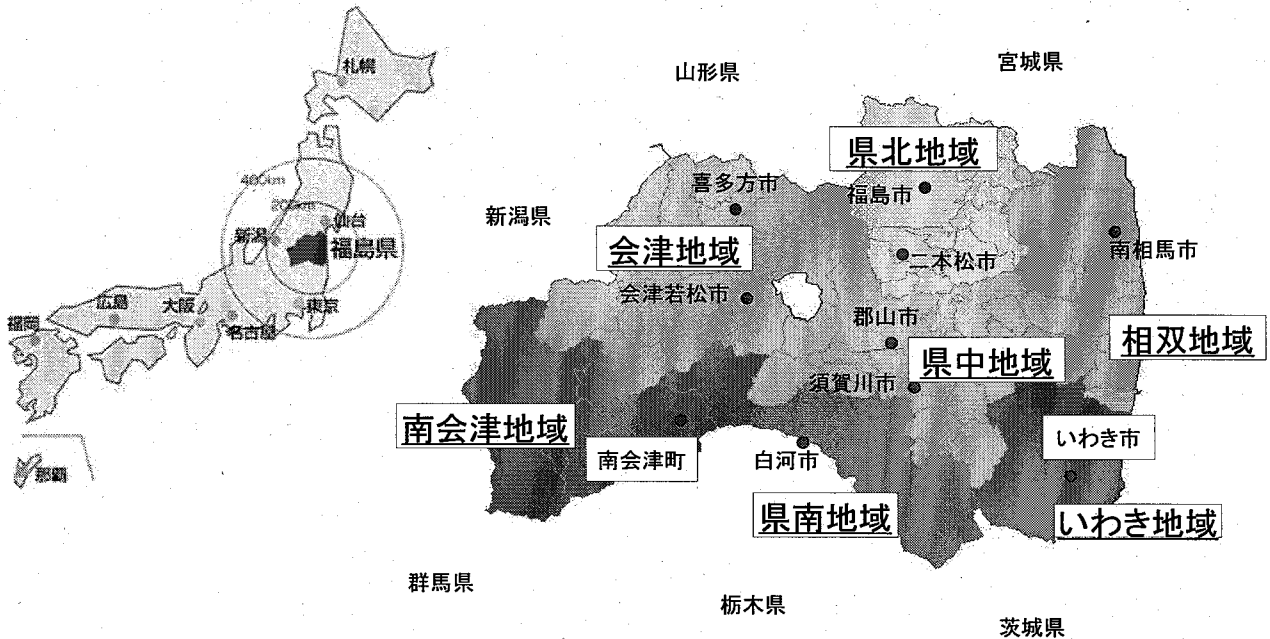 札幌
400km
200km
仙台
新潟
福島県
東京
広島
大阪
福岡
名古屋
那覇
山形県
宮城県
県北地域
喜多方市
福島市
新潟県
会津地域
二本松市
南相馬市
会津若松市
郡山市
相双地域
県中地域
須賀川市
南会津地域
いわき市
南会津町
白河市
県南地域
いわき地域
群馬県
栃木県
茨城県